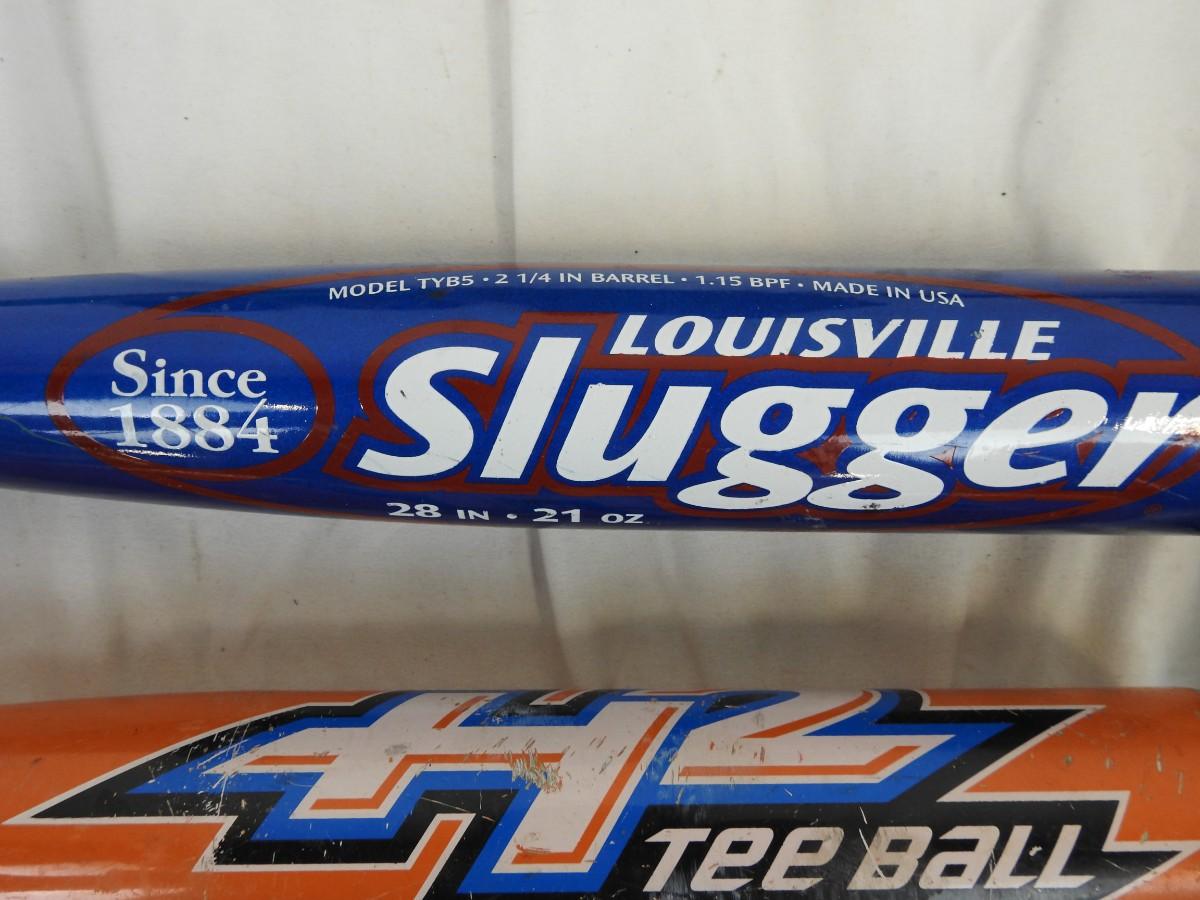 MODEL TYB5 • 2 1/4 IN BARREL • 1.15 BPF • MADE IN USA
LOUISVILLE
Slugger
Since
1884
28 IN • 21 OZ
H2
Tee Ball